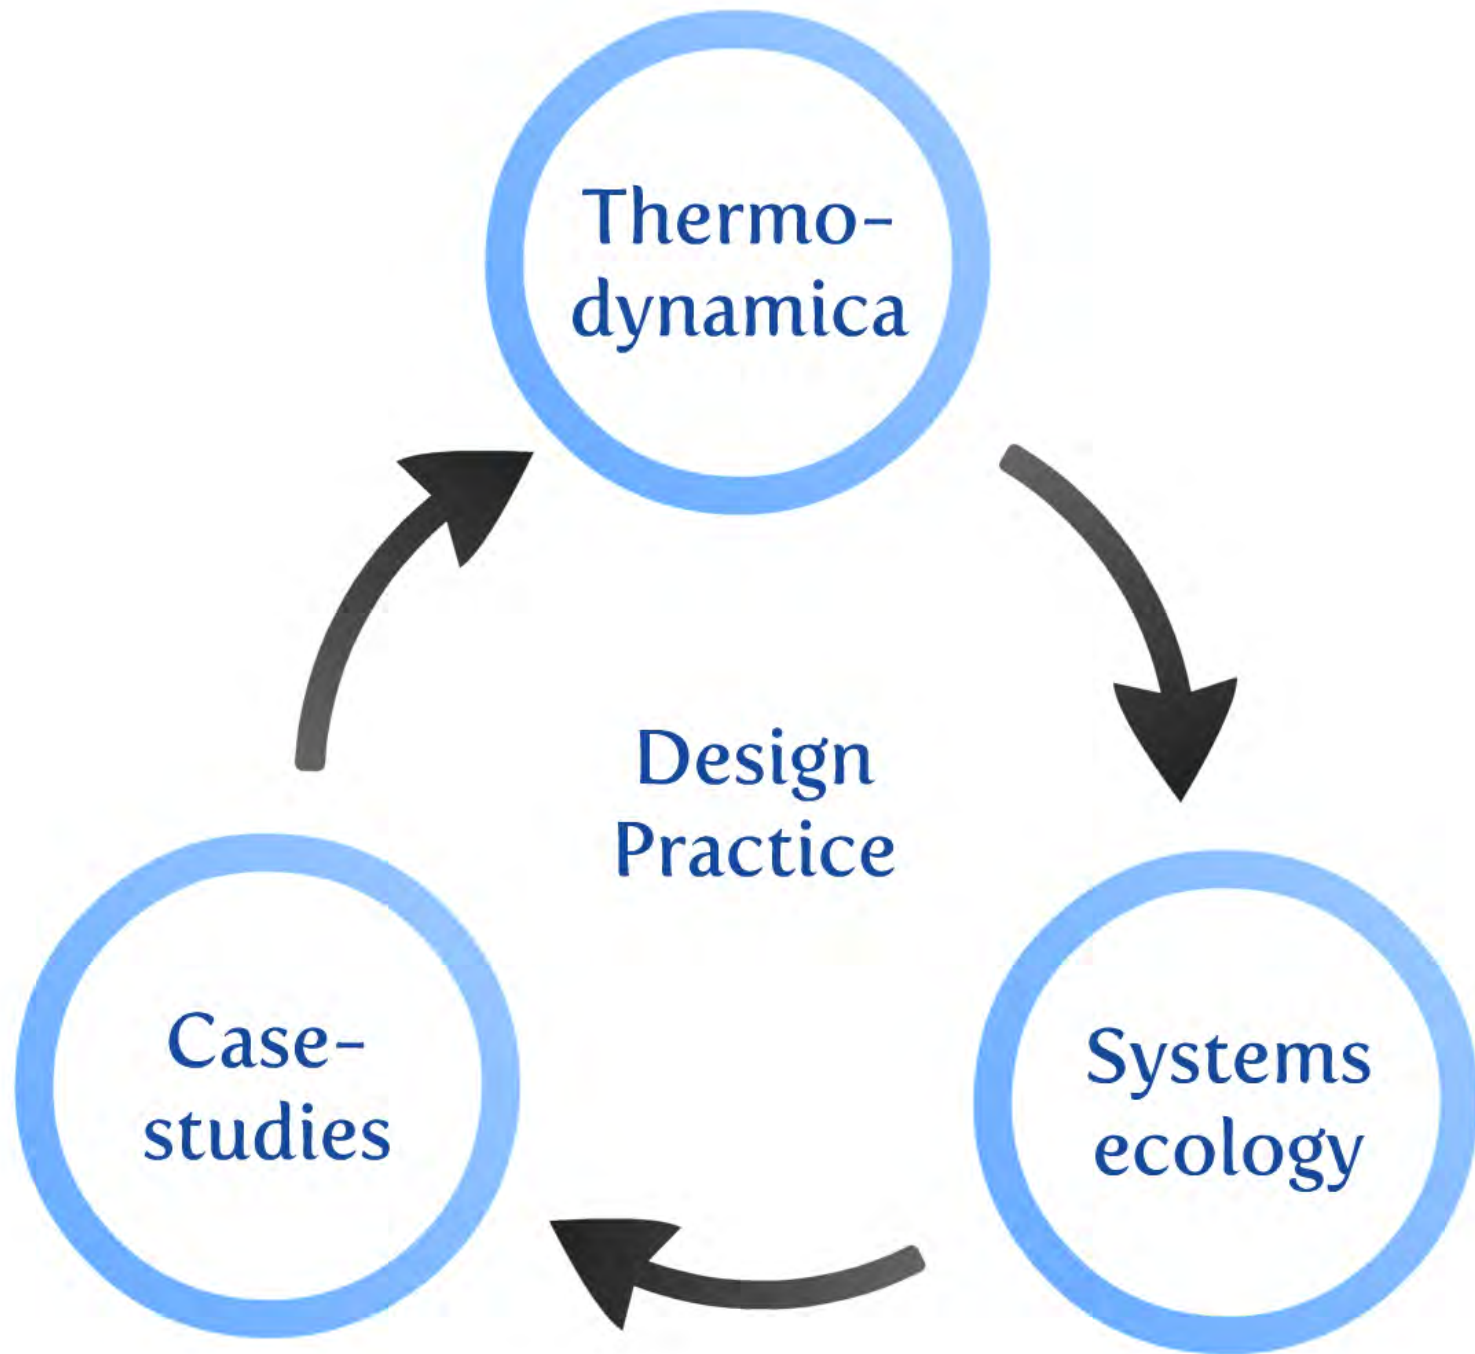 Thermo-
dynamica
Design
Practice
Case-
studies
Systems
ecology